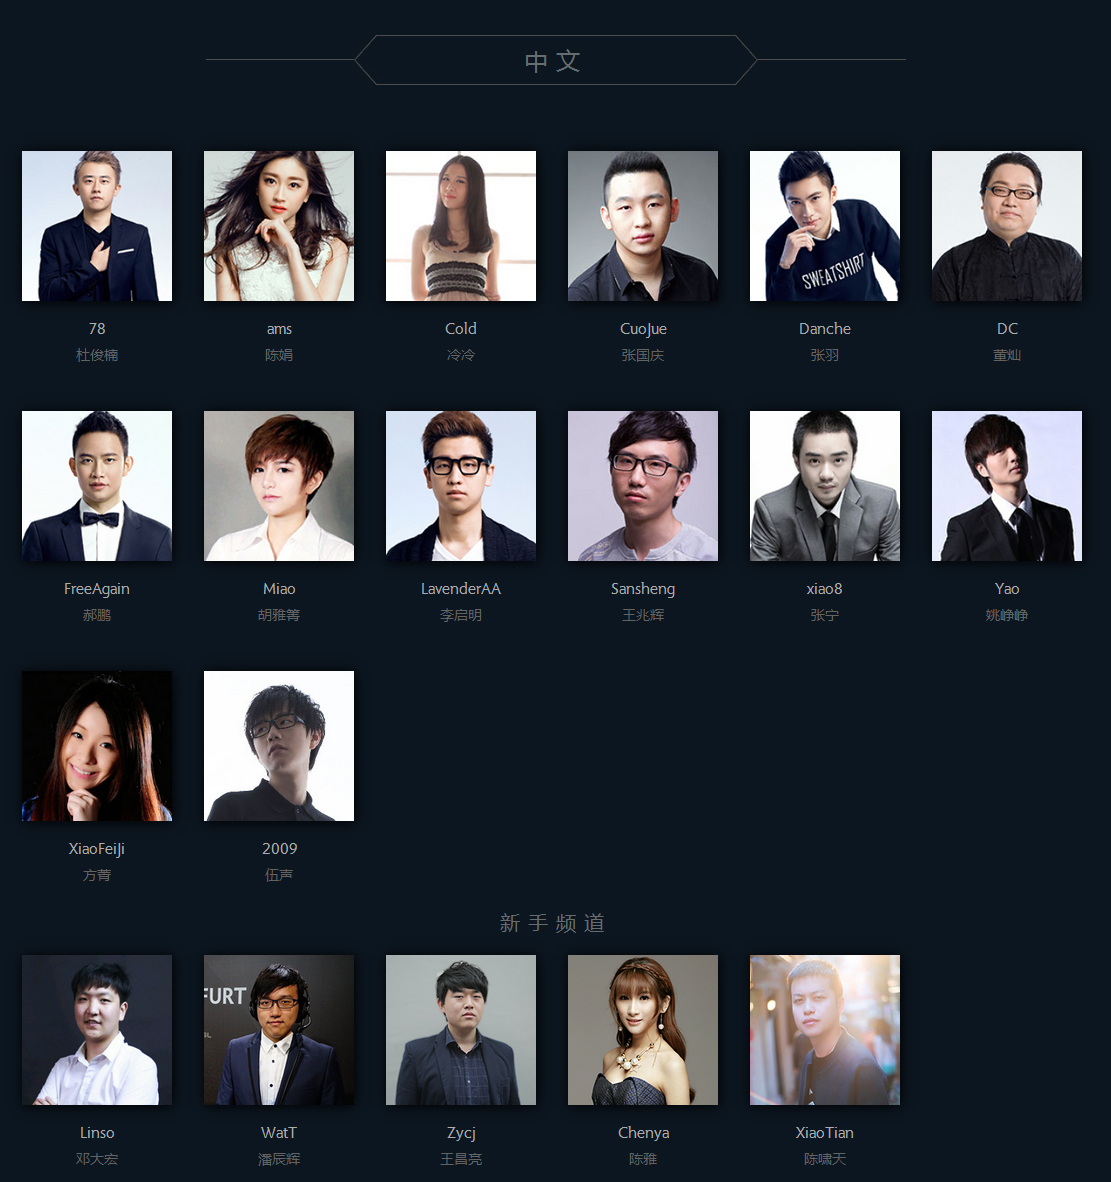 中文
78
杜俊楠
ams
陈娟
Cold
冷冷
CuoJue
张国庆
Danche
张羽
DC
董灿
SWEATSHIRT
FreeAgain
郝鹏
Miao
胡雅箐
LavenderAA
李启明
Sansheng
王兆辉
xiao8
张宁
Yao
姚峥峥
XiaoFeiJi
方菁
2009
伍声
新手频道
FURT
Linso
邓大宏
WatT
潘辰辉
Zycj
王昌亮
Chenya
陈雅
XiaoTian
陈啸天